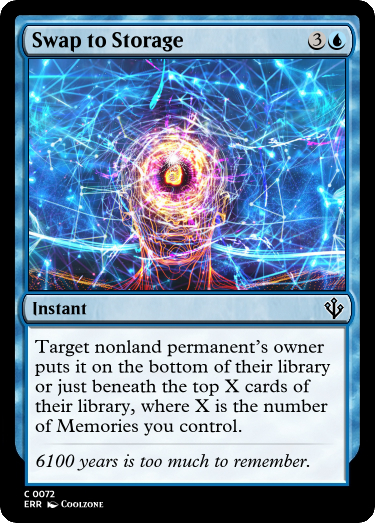 Swap to Storage 3
Instant
Target nonland permanent's owner
puts it on the bottom of their library
or just beneath the top X cards of
their library, where X is the number
of Memories you control.
6100 years is too much to remember.
C 0072
ERR Coolzone